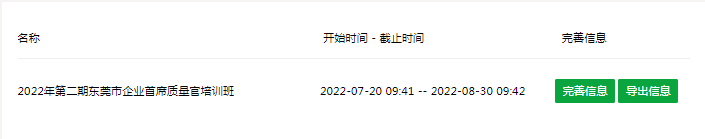 名称 开始时间 - 截止时间 完善信息
2022年第二期东莞市企业首席质量官培训班 2022-07-20 09:41 -- 2022-08-30 09:42 完善信息 导出信息